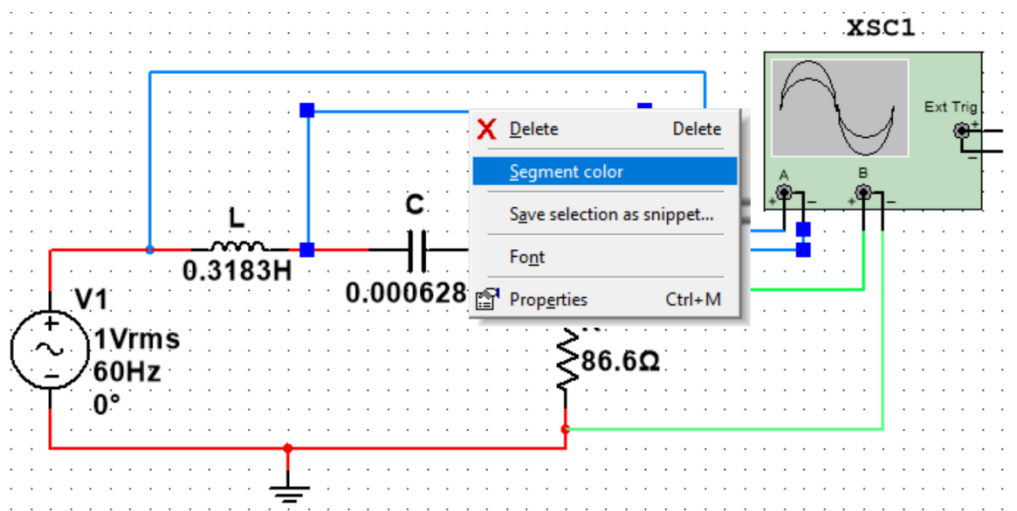 XSC1
Ext Trig
+
−
A
B
+ −
+ −
Delete Delete
Segment color
Save selection as snippet...
Font
Properties Ctrl+M
L
0.3183H
C
0.000628
V1
+
−
1Vrms
60Hz
0°
86.6Ω